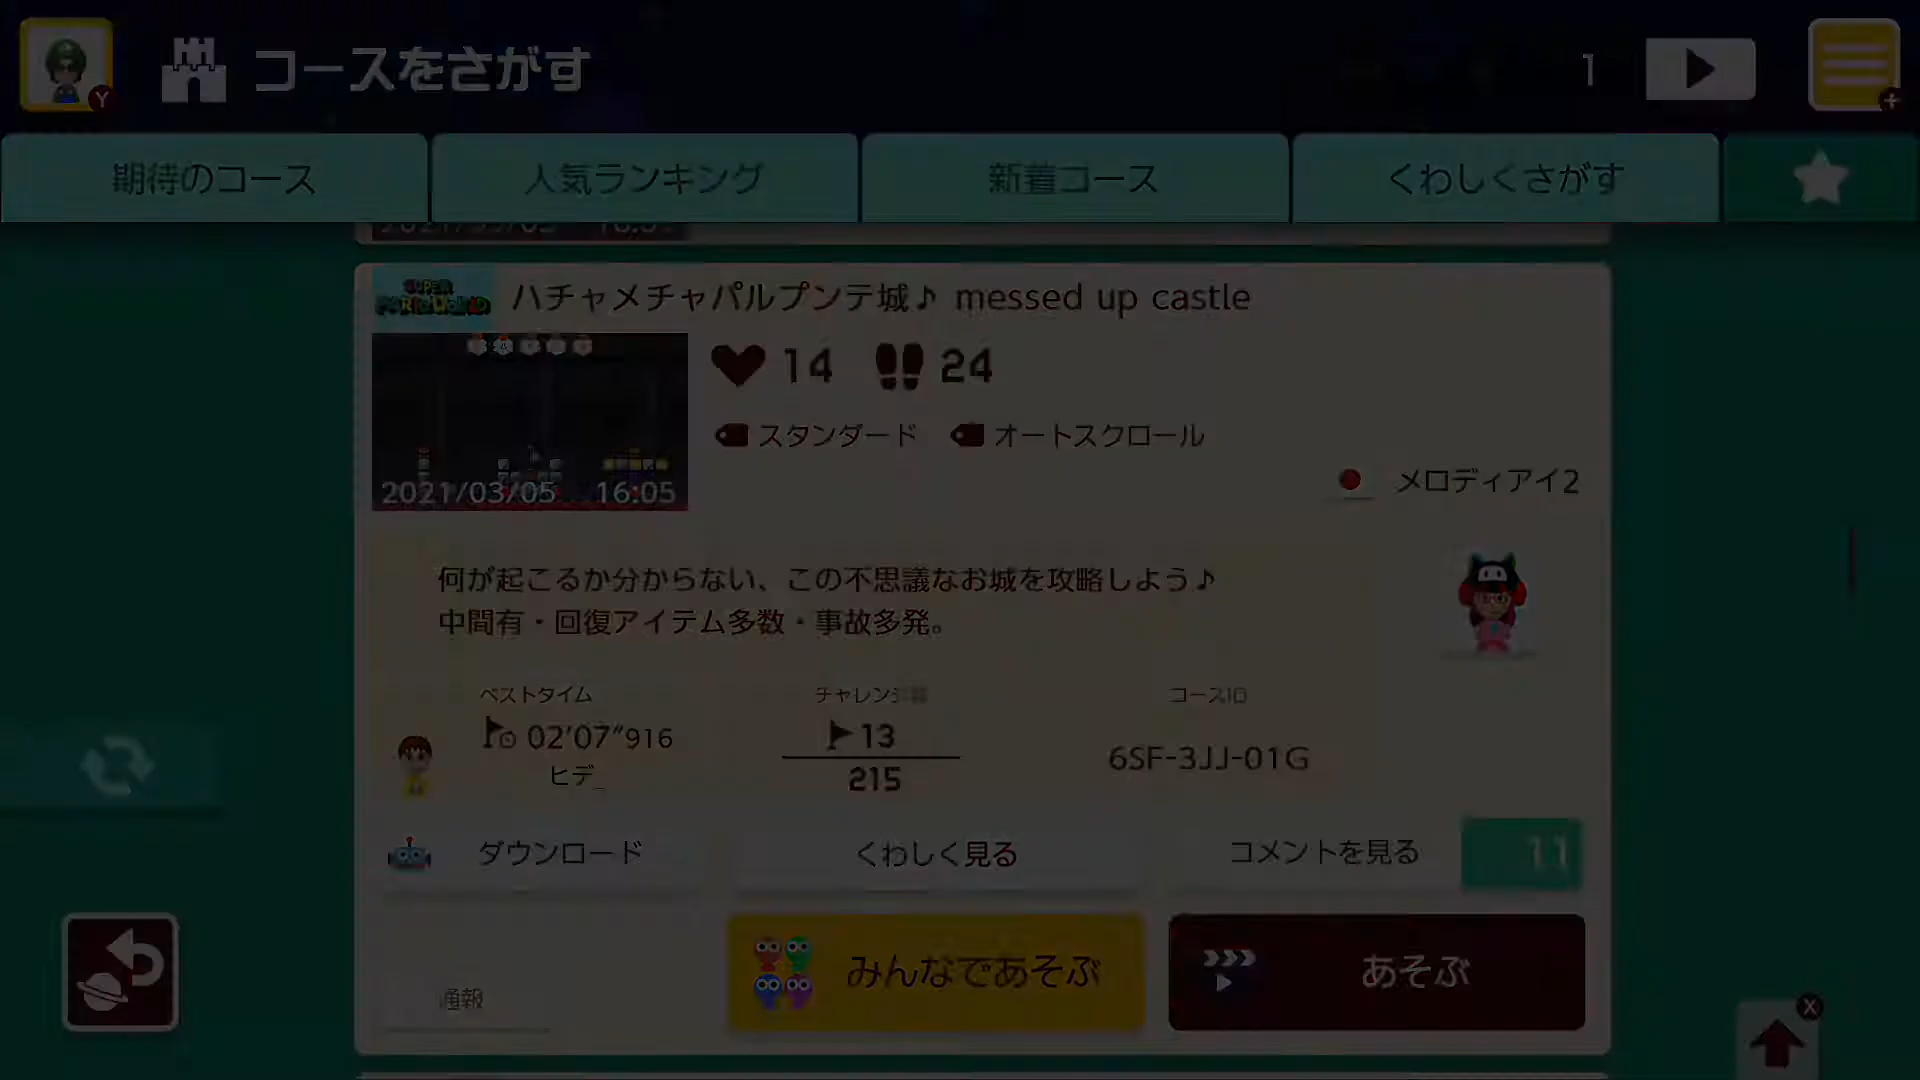 コースをさがす
1
Y
+
期待のコース
人気ランキング
新着コース
くわしくさがす
SUPER
MARIO WORLD
ハチャメチャパルプンテ城♪ messed up castle
14
24
スタンダード
オートスクロール
2021/03/05 16:05
メロディアイ2
何が起こるか分からない、この不思議なお城を攻略しよう♪
中間有・回復アイテム多数・事故多発。
ベストタイム
02'07"916
ヒデ_
13
215
コースID
6SF-3JJ-01G
ダウンロード
くわしく見る
コメントを見る
11
通報
みんなであそぶ
あそぶ
X